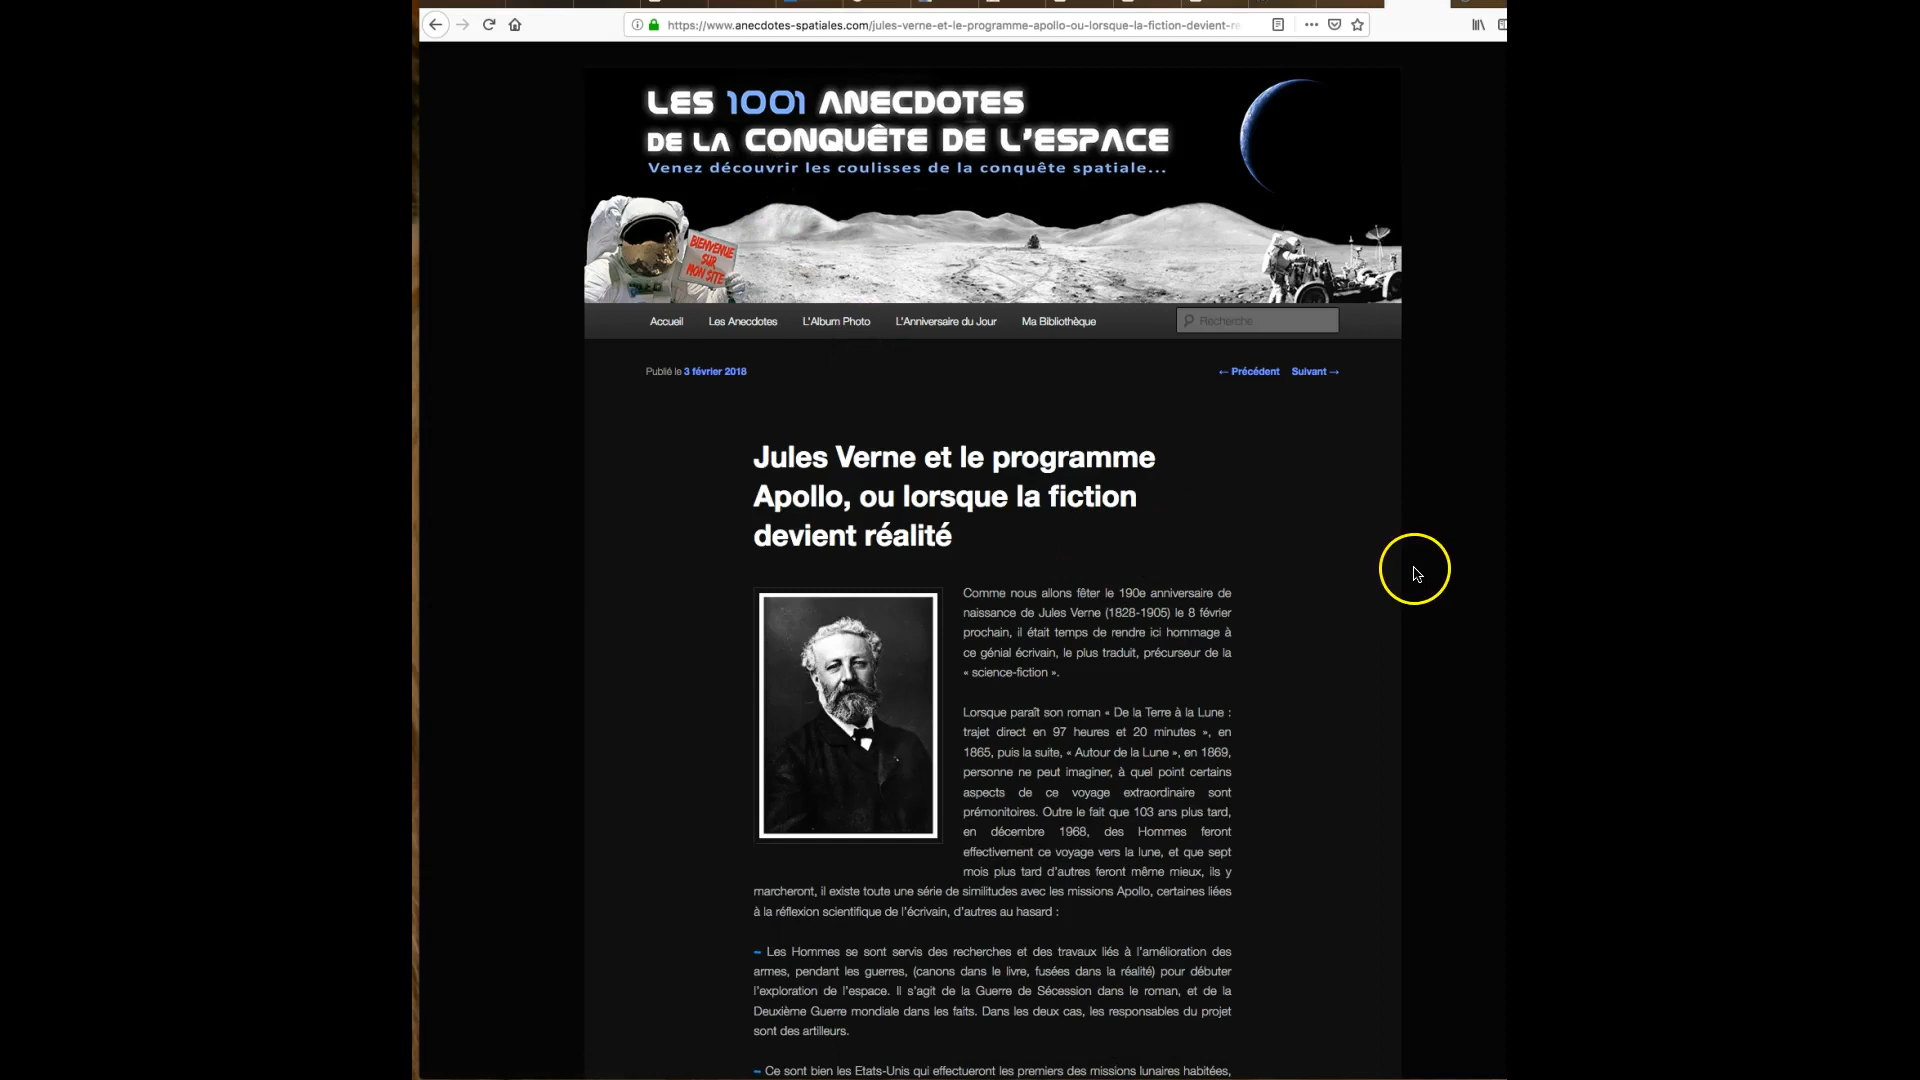 https://www.anecdotes-spatiales.com/jules-verne-et-le-programme-apollo-ou-lorsque-la-fiction-devient-re
LES 1001 ANECDOTES
DE LA CONQUÊTE DE L'ESPACE
Venez découvrir les coulisses de la conquête spatiale...
BIENVENUE
SUR
MON SITE
Accueil Les Anecdotes L'Album Photo L'Anniversaire du Jour Ma Bibliothèque Recherche
Publié le 3 février 2018 ← Précédent Suivant →
Jules Verne et le programme
Apollo, ou lorsque la fiction
devient réalité
Comme nous allons fêter le 190e anniversaire de
naissance de Jules Verne (1828-1905) le 8 février
prochain, il était temps de rendre ici hommage à
ce génial écrivain, le plus traduit, précurseur de la
« science-fiction ».
Lorsque paraît son roman « De la Terre à la Lune :
trajet direct en 97 heures et 20 minutes », en
1865, puis la suite, « Autour de la Lune », en 1869,
personne ne peut imaginer, à quel point certains
aspects de ce voyage extraordinaire sont
prémonitoires. Outre le fait que 103 ans plus tard,
en décembre 1968, des Hommes feront
effectivement ce voyage vers la lune, et que sept
mois plus tard d'autres feront même mieux, ils y
marcheront, il existe toute une série de similitudes avec les missions Apollo, certaines liées
à la réflexion scientifique de l'écrivain, d'autres au hasard :
– Les Hommes se sont servis des recherches et des travaux liés à l'amélioration des
armes, pendant les guerres, (canons dans le livre, fusées dans la réalité) pour débuter
l'exploration de l'espace. Il s'agit de la Guerre de Sécession dans le roman, et de la
Deuxième Guerre mondiale dans les faits. Dans les deux cas, les responsables du projet
sont des artilleurs.
– Ce sont bien les Etats-Unis qui effectueront les premiers des missions lunaires habitées,